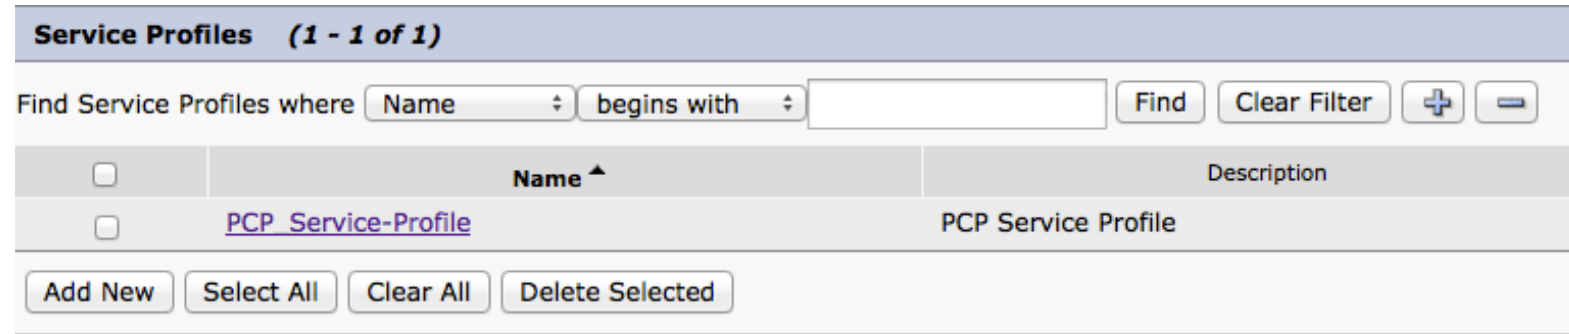 Service Profiles (1 - 1 of 1)
Find Service Profiles where Name begins with Find Clear Filter
Name Description
PCP_Service-Profile PCP Service Profile
Add New Select All Clear All Delete Selected